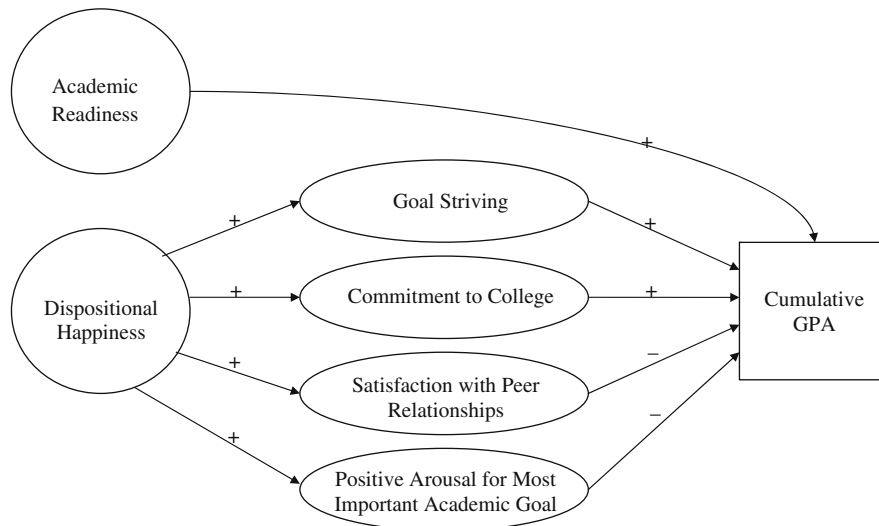 Academic
Readiness
+
Goal Striving
+
+
Dispositional
Happiness
+
Commitment to College
+
Cumulative
GPA
+
Satisfaction with Peer
Relationships
–
+
Positive Arousal for Most
Important Academic Goal
–